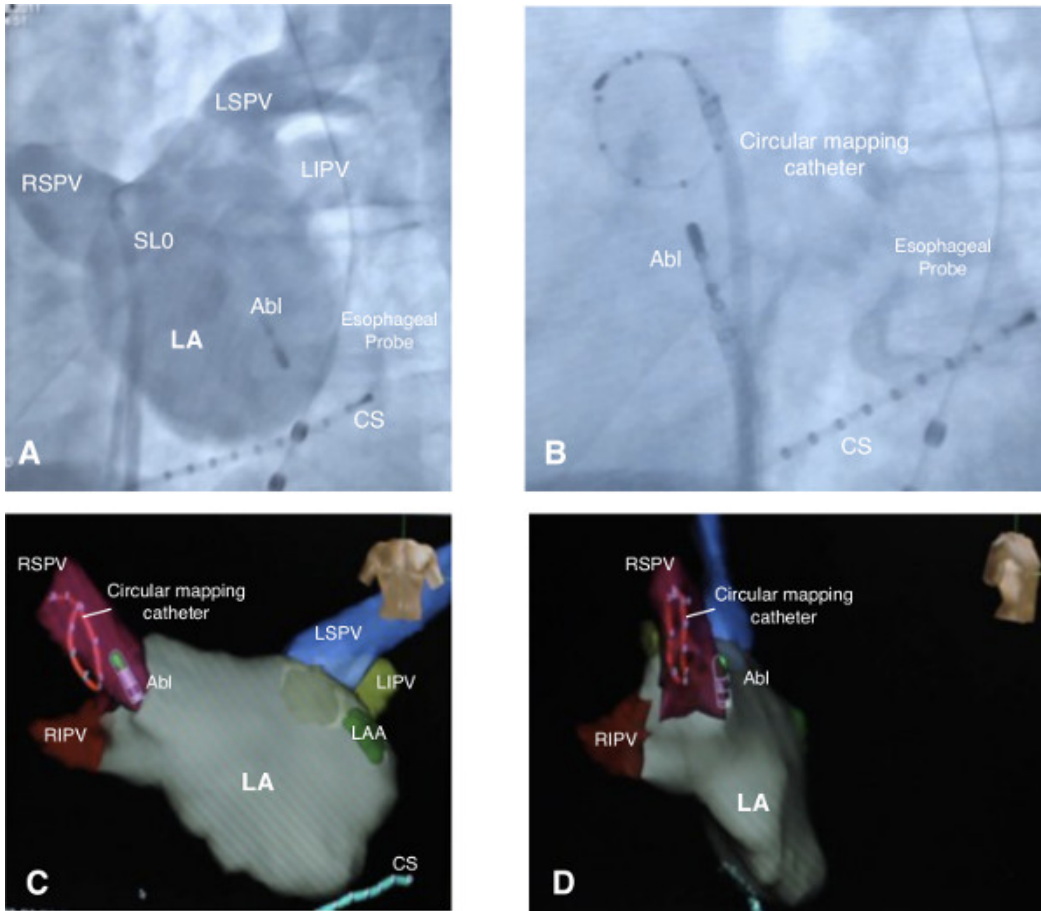 LSPV
RSPV
LIPV
SL0
Abl
LA
Esophageal
Probe
CS
A
Circular mapping
catheter
Abl
Esophageal
Probe
CS
B
RSPV
Circular mapping
catheter
LSPV
Abl
LIPV
RIPV
LAA
LA
CS
C
RSPV
Circular mapping
catheter
Abl
RIPV
LA
D